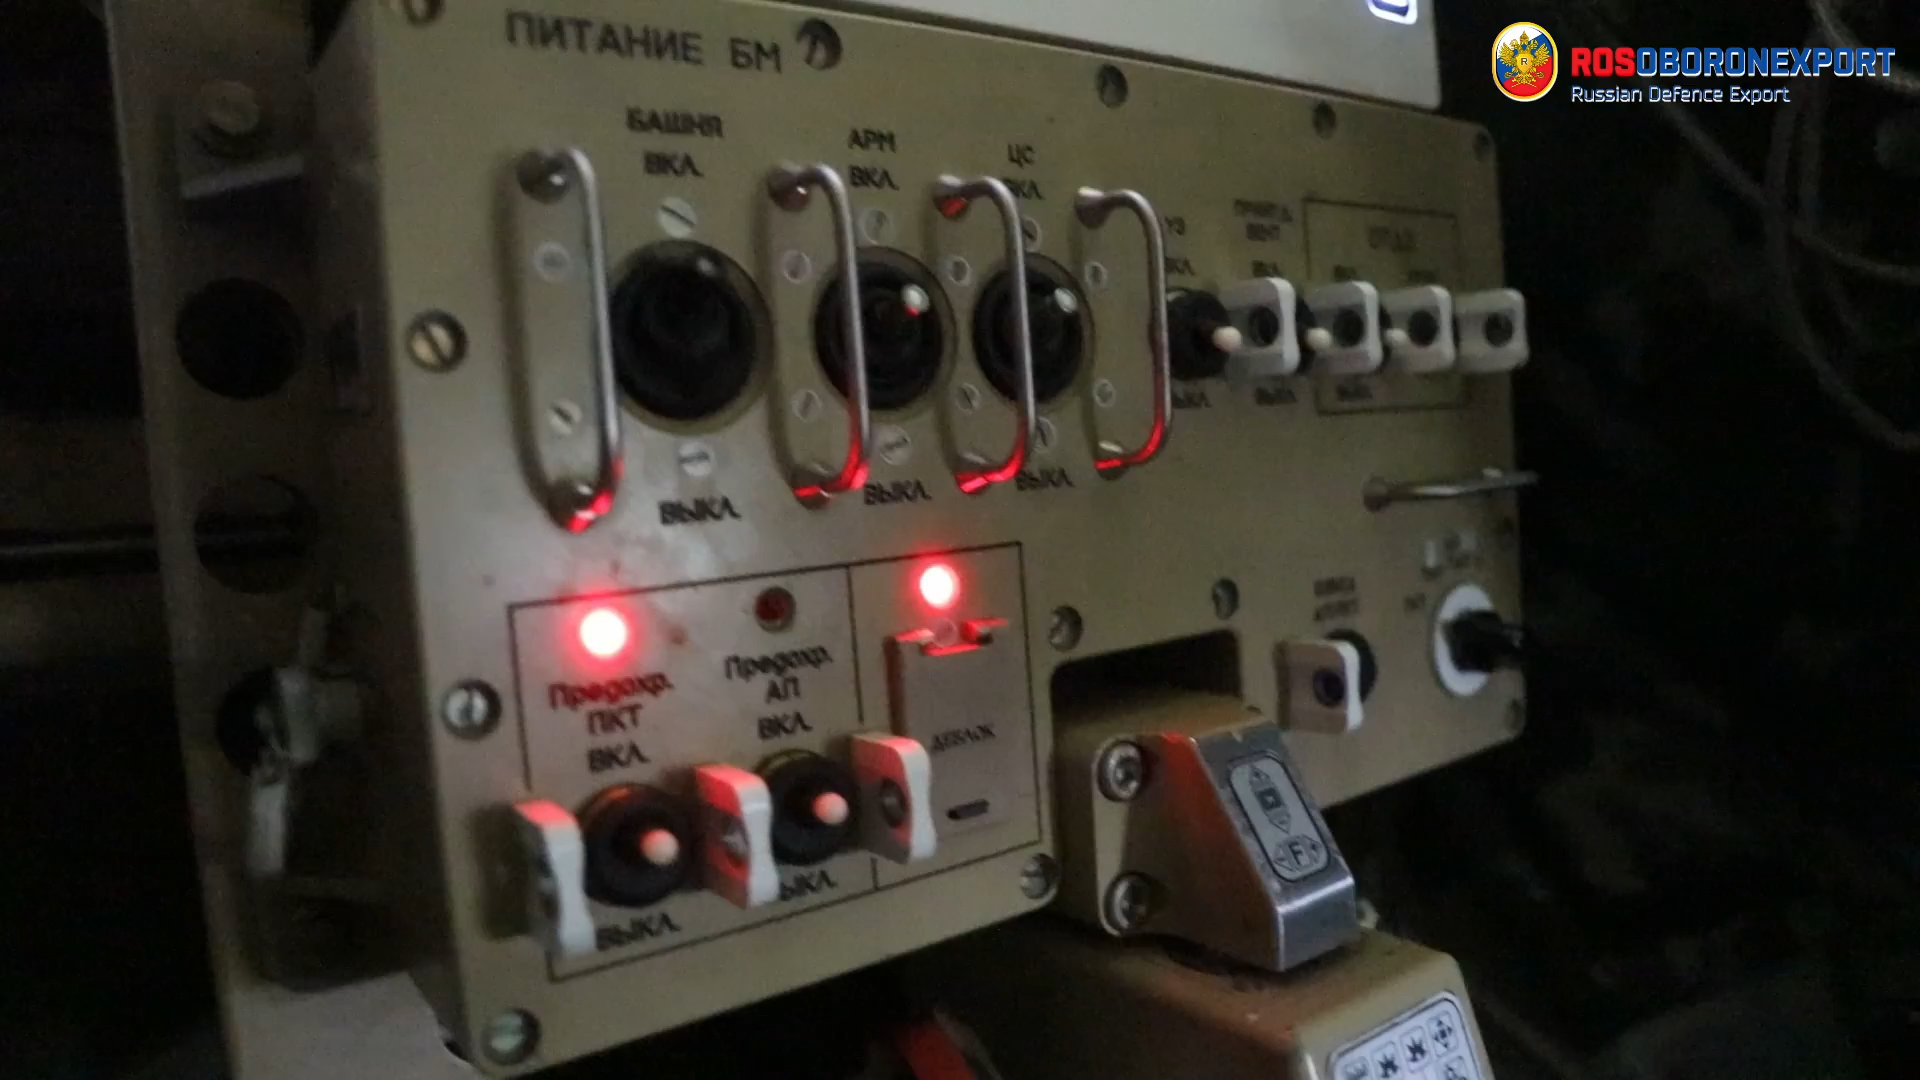 ROSOBORONEXPORT
Russian Defence Export
ПИТАНИЕ БМ
БАШНЯ
ВКЛ.
АРМ
ВКЛ.
ЦС
ВКЛ.
ВЫКЛ.
ВЫКЛ.
ВЫКЛ.
Предохр.
ПКТ
ВКЛ.
Предохр.
АП
ВКЛ.
ДЕБЛОК
ВЫКЛ.
ВЫКЛ.
F